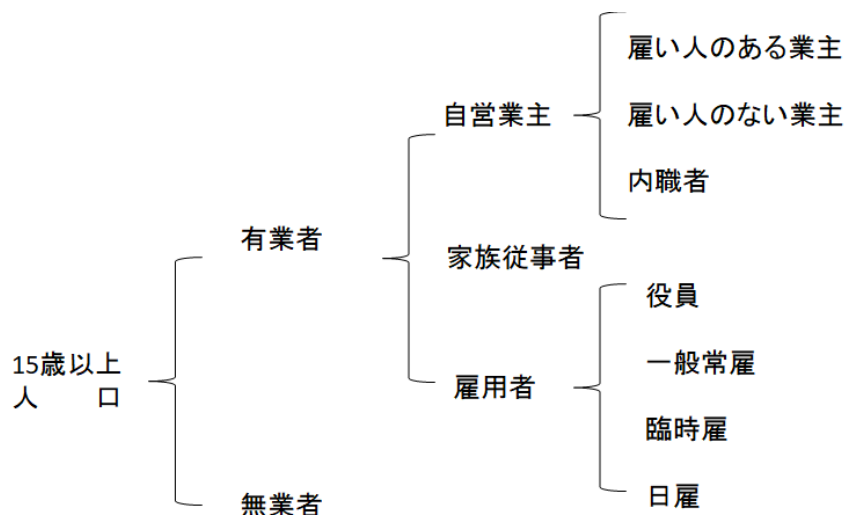 雇い人のある業主
自営業主
雇い人のない業主
内職者
有業者
家族従事者
役員
15歳以上
人口
一般常雇
雇用者
臨時雇
日雇
無業者